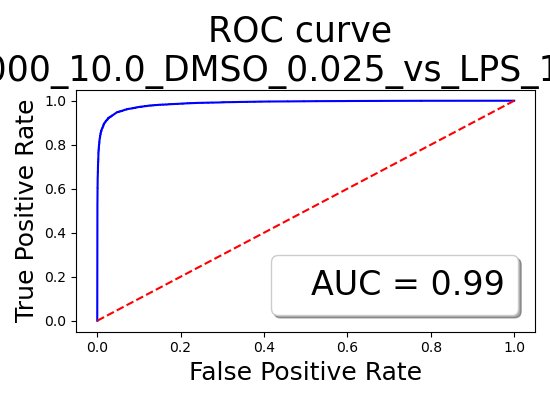 ROC curve
000_10.0_DMSO_0.025_vs_LPS_1
True Positive Rate
1.0
0.8
0.6
0.4
0.2
0.0
AUC = 0.99
0.0 0.2 0.4 0.6 0.8 1.0
False Positive Rate